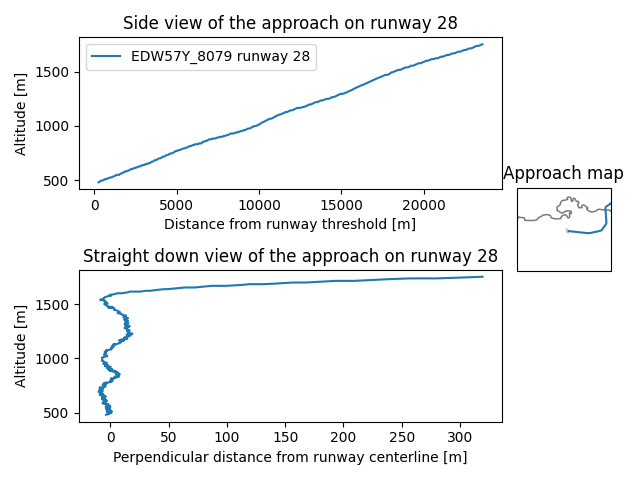 Side view of the approach on runway 28
EDW57Y_8079 runway 28
Altitude [m]
1500
1000
500
0 5000 10000 15000 20000
Distance from runway threshold [m]
Approach map
Straight down view of the approach on runway 28
Altitude [m]
1500
1000
500
0 50 100 150 200 250 300
Perpendicular distance from runway centerline [m]